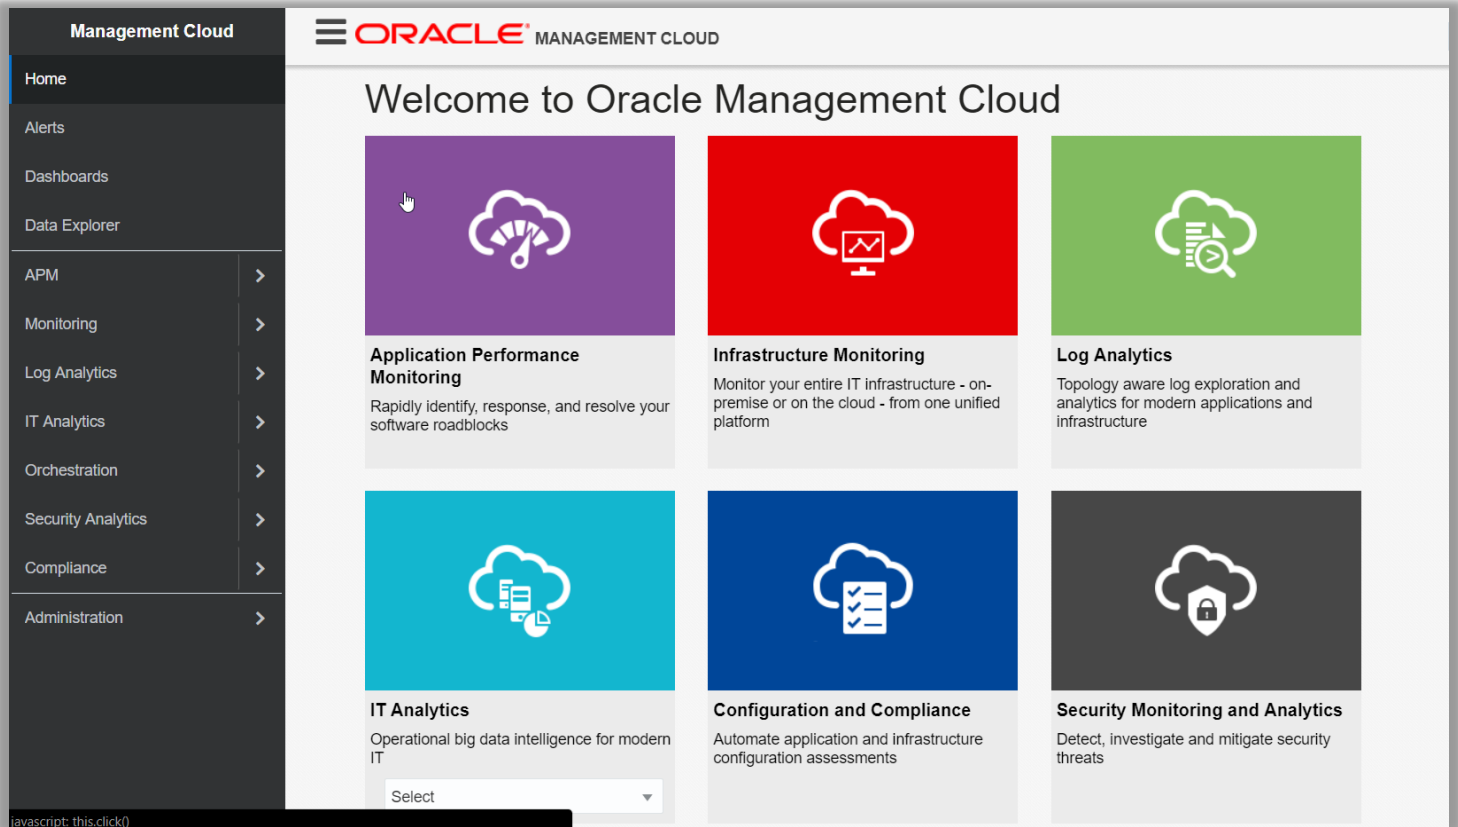 Management Cloud
Home
Alerts
Dashboards
Data Explorer
APM
Monitoring
Log Analytics
IT Analytics
Orchestration
Security Analytics
Compliance
Administration
javascript: this.click()
ORACLE MANAGEMENT CLOUD
Welcome to Oracle Management Cloud
Application Performance
Monitoring
Rapidly identify, response, and resolve your
software roadblocks
Infrastructure Monitoring
Monitor your entire IT infrastructure - on-
premise or on the cloud - from one unified
platform
Log Analytics
Topology aware log exploration and
analytics for modern applications and
infrastructure
IT Analytics
Operational big data intelligence for modern
IT
Select
Configuration and Compliance
Automate application and infrastructure
configuration assessments
Security Monitoring and Analytics
Detect, investigate and mitigate security
threats